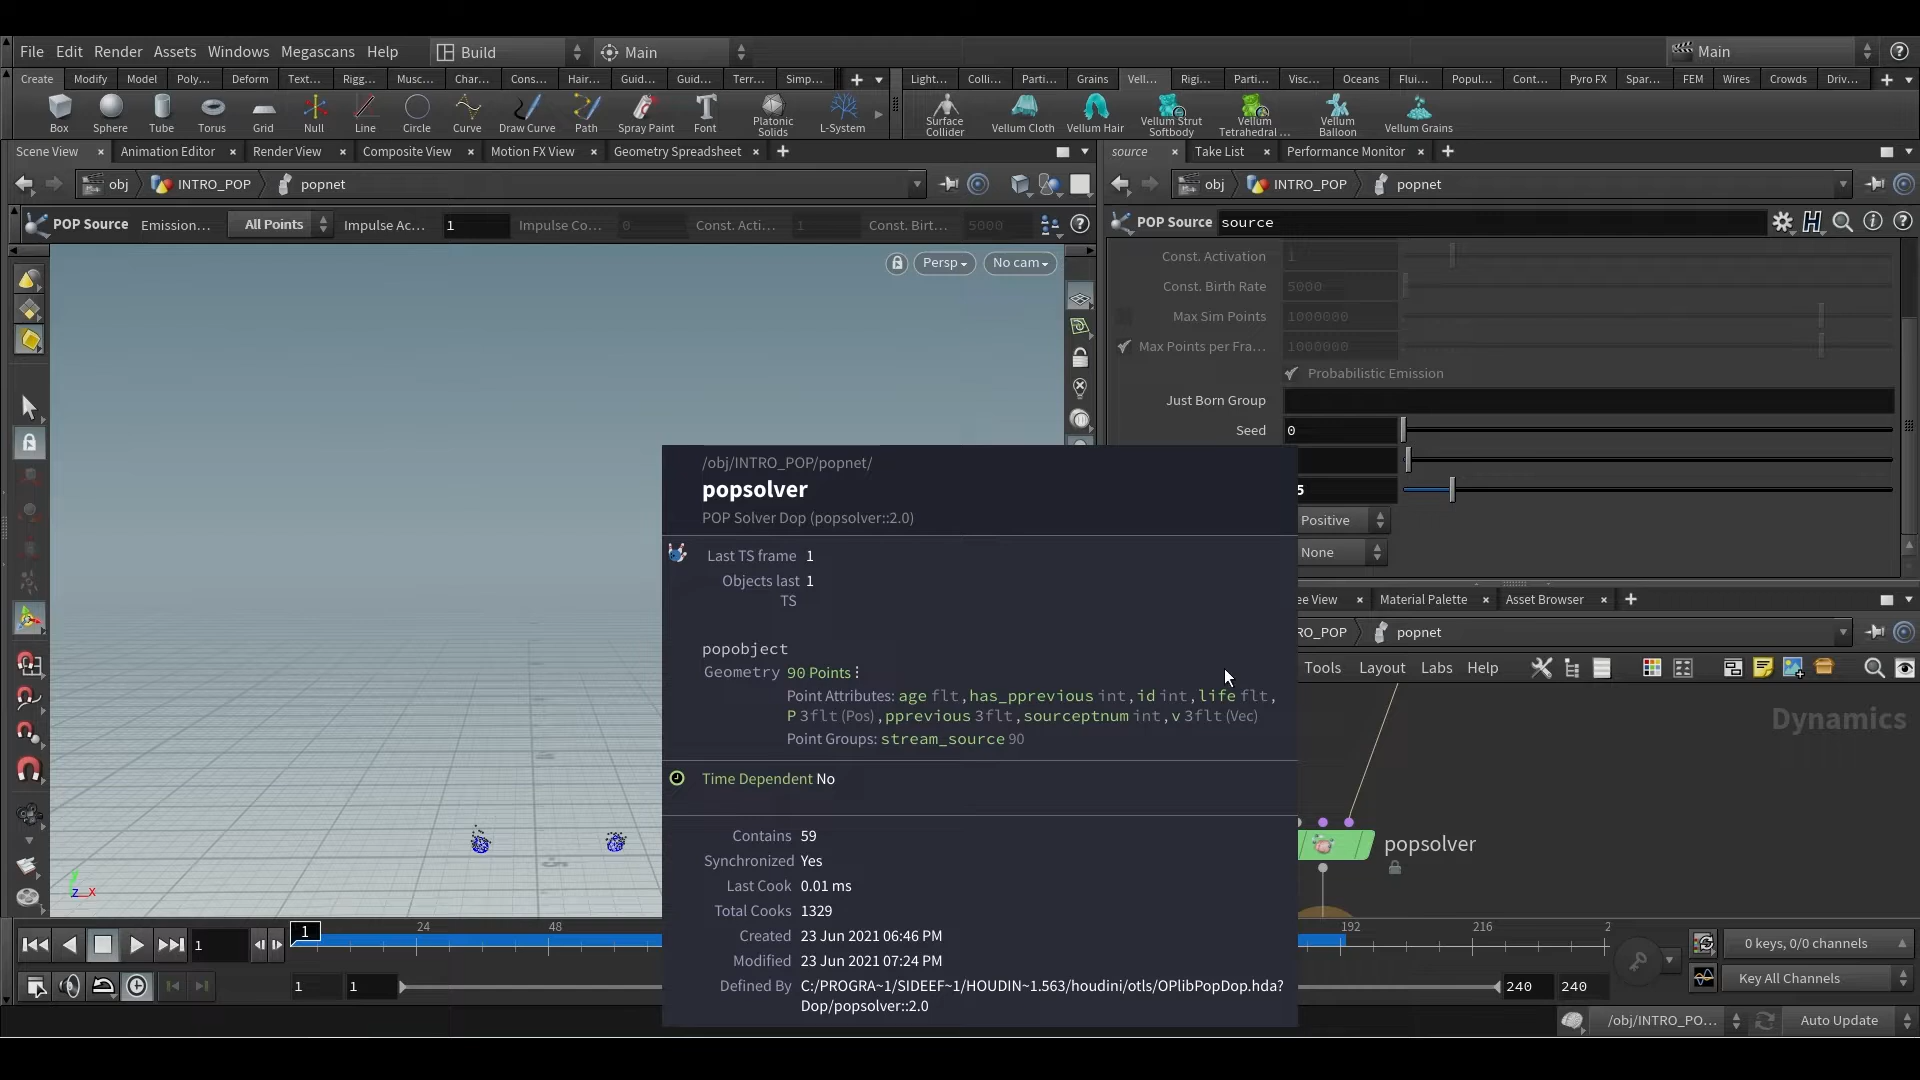 File Edit Render Assets Windows Megascans Help Build Main Main
Create Modify Model Poly... Deform Text... Rigg... Musc... Char... Cons... Hair... Guid... Guid... Terr... Simp... Light... Colli... Parti... Grains Vell... Rigi... Parti... Visc... Oceans Flui... Popul... Cont... Pyro FX Spar... FEM Wires Crowds Driv...
Box Sphere Tube Torus Grid Null Line Circle Curve Draw Curve Path Spray Paint Font Platonic Solids L-System Surface Collider Vellum Cloth Vellum Hair Vellum Strut Softbody Vellum Tetrahedral ... Vellum Balloon Vellum Grains
Scene View Animation Editor Render View Composite View Motion FX View Geometry Spreadsheet source Take List Performance Monitor
obj INTRO_POP popnet obj INTRO_POP popnet
POP Source Emission... All Points Impulse Ac... 1 Impulse Co... 0 Const. Acti... 1 Const. Birt... 5000
POP Source source
Persp No cam
Const. Activation 1
Const. Birth Rate 5000
Max Sim Points 1000000
Max Points per Fra... 1000000
Probabilistic Emission
Just Born Group
Seed 0
5
Positive
None
/obj/INTRO_POP/popnet/
popsolver
POP Solver Dop (popsolver::2.0)
Last TS frame 1
Objects last 1
TS
popobject
Geometry 90 Points
Point Attributes: age flt, has_pprevious int, id int, life flt,
P 3flt (Pos), pprevious 3flt, sourceptnum int, v 3flt (Vec)
Point Groups: stream_source 90
Time Dependent No
Contains 59
Synchronized Yes
Last Cook 0.01 ms
Total Cooks 1329
Created 23 Jun 2021 06:46 PM
Modified 23 Jun 2021 07:24 PM
Defined By C:/PROGRA~1/SIDEEF~1/HOUDIN~1.563/houdini/otls/OPlibPopDop.hda?
Dop/popsolver::2.0
ee View Material Palette Asset Browser
RO_POP popnet
Tools Layout Labs Help
Dynamics
popsolver
z x
1 1 24 48 192 216 2
0 keys, 0/0 channels
1 1 240 240 Key All Channels
/obj/INTRO_PO... Auto Update